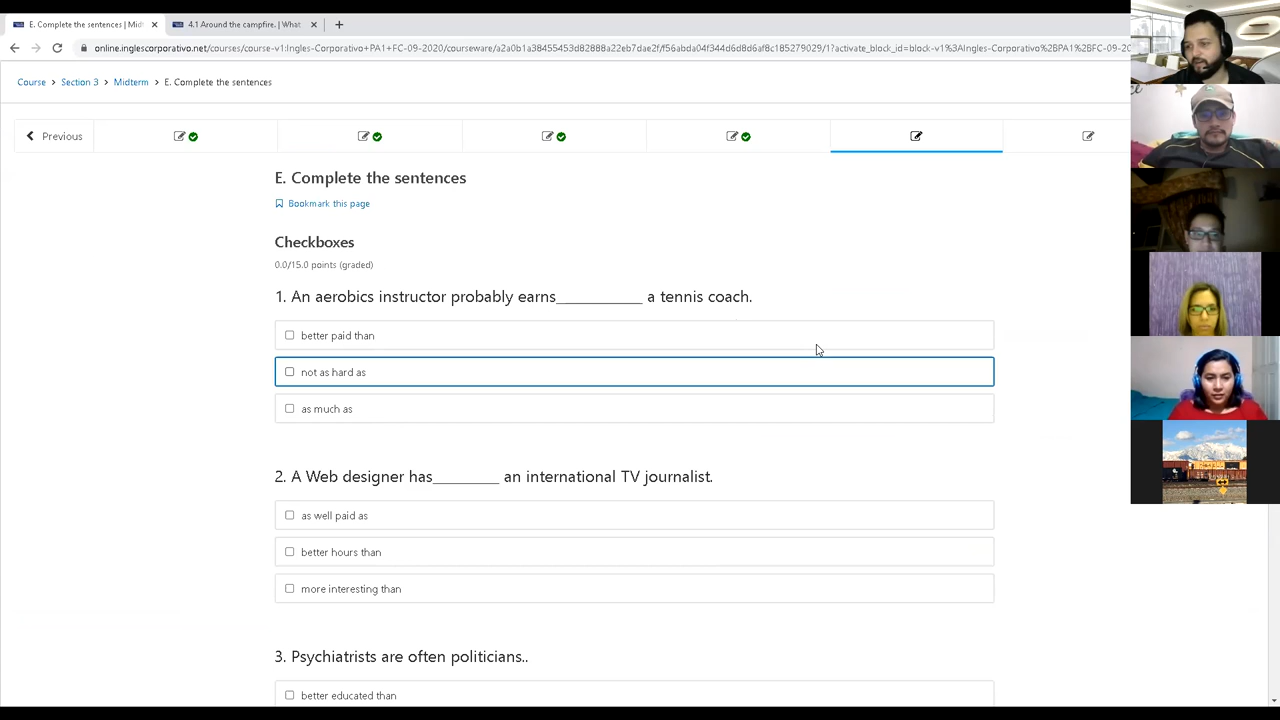 E. Complete the sentences | Mid
4.1 Around the campfire. | What
online.inglescorporativo.net/courses/course-v1:Ingles-Corporativo+PA1+FC-09-2020/courseware/a2a0b1a38455453d82888a22eb7dae2f/f56abda04f344d6d8d6af8c185279029/1?activate_block_id=block-v1%3AIngles-Corporativo%2BPA1%2BFC-09-20
Course > Section 3 > Midterm > E. Complete the sentences
Previous
E. Complete the sentences
Bookmark this page
Checkboxes
0.0/15.0 points (graded)
1. An aerobics instructor probably earns____________ a tennis coach.
better paid than
not as hard as
as much as
2. A Web designer has__________an international TV journalist.
as well paid as
better hours than
more interesting than
3. Psychiatrists are often politicians..
better educated than